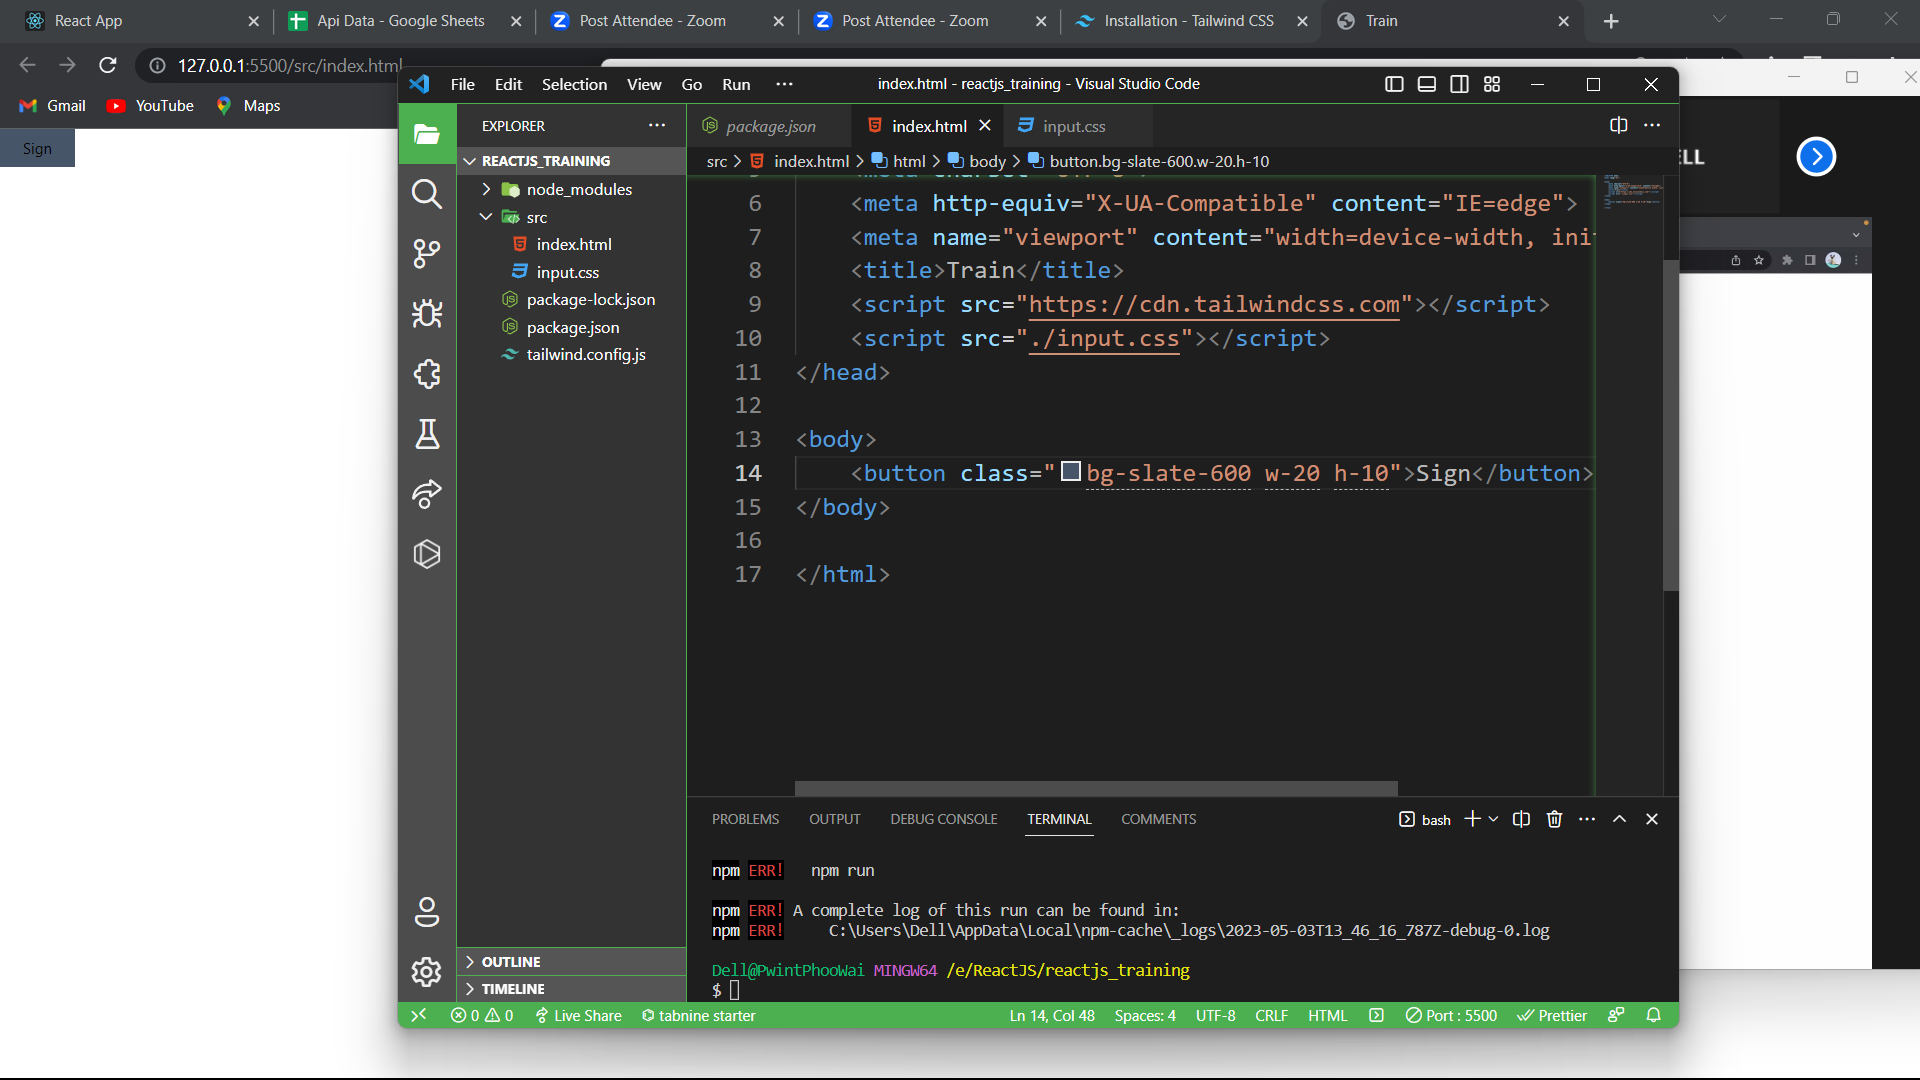 React App
Api Data - Google Sheets
Post Attendee - Zoom
Post Attendee - Zoom
Installation - Tailwind CSS
Train
127.0.0.1:5500/src/index.html
Gmail
YouTube
Maps
Sign
File Edit Selection View Go Run ···
index.html - reactjs_training - Visual Studio Code
EXPLORER
REACTJS_TRAINING
node_modules
src
index.html
input.css
package-lock.json
package.json
tailwind.config.js
OUTLINE
TIMELINE
package.json
index.html
input.css
src > index.html > html > body > button.bg-slate-600.w-20.h-10
6 <meta http-equiv="X-UA-Compatible" content="IE=edge">
7 <meta name="viewport" content="width=device-width, ini
8 <title>Train</title>
9 <script src="https://cdn.tailwindcss.com"></script>
10 <script src="./input.css"></script>
11 </head>
12
13 <body>
14 <button class="bg-slate-600 w-20 h-10">Sign</button>
15 </body>
16
17 </html>
PROBLEMS OUTPUT DEBUG CONSOLE TERMINAL COMMENTS
bash
npm ERR! npm run
npm ERR! A complete log of this run can be found in:
npm ERR! C:\Users\Dell\AppData\Local\npm-cache\_logs\2023-05-03T13_46_16_787Z-debug-0.log
Dell@PwintPhooWai MINGW64 /e/ReactJS/reactjs_training
$
0 0 Live Share tabnine starter
Ln 14, Col 48 Spaces: 4 UTF-8 CRLF HTML Port : 5500 Prettier
ELL